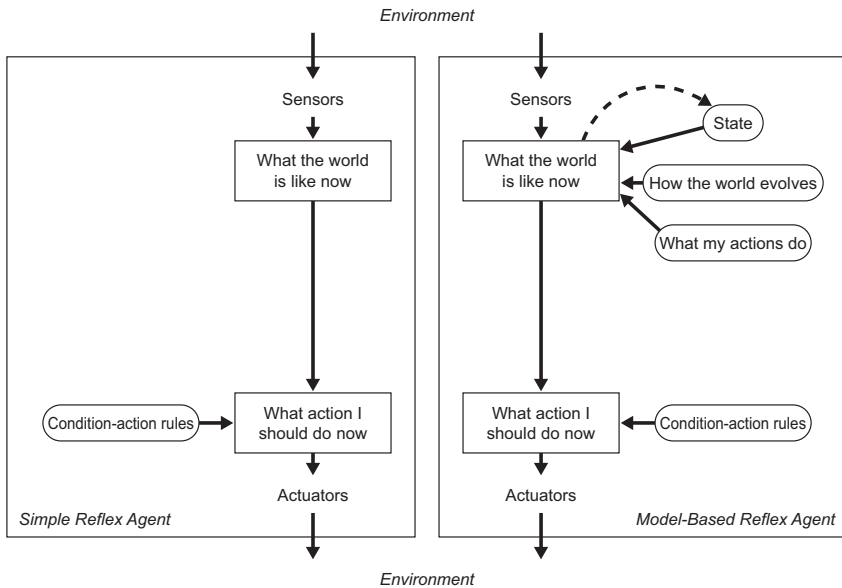 Environment
Sensors
What the world
is like now
Condition-action rules
What action I
should do now
Actuators
Simple Reflex Agent
Sensors
State
What the world
is like now
How the world evolves
What my actions do
What action I
should do now
Condition-action rules
Actuators
Model-Based Reflex Agent
Environment